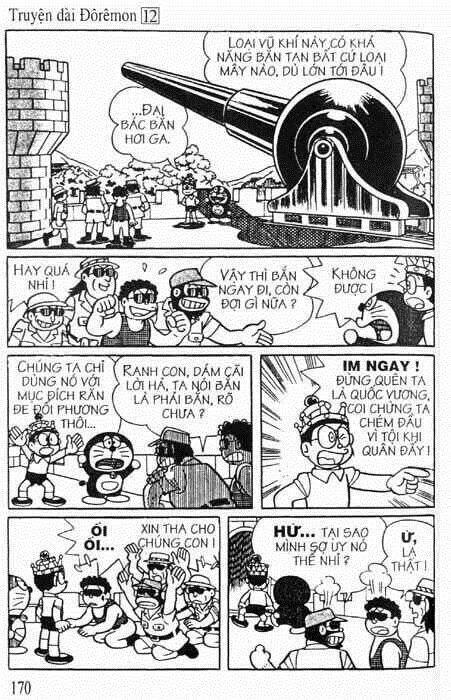 Truyện dài Đôrêmon 12
LOẠI VŨ KHÍ NÀY CÓ KHẢ
NĂNG BẮN TAN BẤT CỨ LOẠI
MÂY NÀO, DÙ LỚN TỚI ĐÂU !
...ĐẠI
BÁC BẮN
HƠI GA.
HAY QUÁ
NHỈ !
VẬY THÌ BẮN
NGAY ĐI, CÒN
ĐỢI GÌ NỮA ?
KHÔNG
ĐƯỢC !
CHÚNG TA CHỈ
DÙNG NÓ VỚI
MỤC ĐÍCH RĂN
ĐE ĐỐI PHƯƠNG
THÔI...
RANH CON, DÁM CÃI
LỜI HẢ, TA NÓI BẮN
LÀ PHẢI BẮN, RÕ
CHƯA ?
IM NGAY !
ĐỪNG QUÊN TA
LÀ QUỐC VƯƠNG,
COI CHỪNG TA
CHÉM ĐẦU
VÌ TỘI KHI
QUÂN ĐẤY !
ỐI
ỐI...
XIN THA CHO
CHÚNG CON !
HỪ... TẠI SAO
MÌNH SỢ UY NÓ
THẾ NHỈ ?
Ừ,
LẠ
THẬT !
170